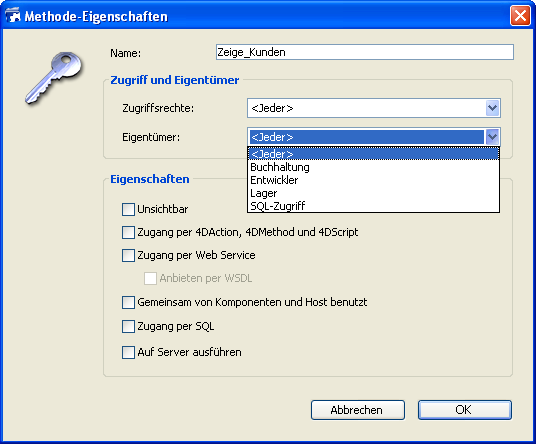 Methode-Eigenschaften
Name: Zeige_Kunden
Zugriff und Eigentümer
Zugriffsrechte: <Jeder>
Eigentümer: <Jeder>
<Jeder>
Buchhaltung
Entwickler
Lager
SQL-Zugriff
Eigenschaften
Unsichtbar
Zugang per 4DAction, 4DMethod und 4DScript
Zugang per Web Service
Anbieten per WSDL
Gemeinsam von Komponenten und Host benutzt
Zugang per SQL
Auf Server ausführen
Abbrechen OK